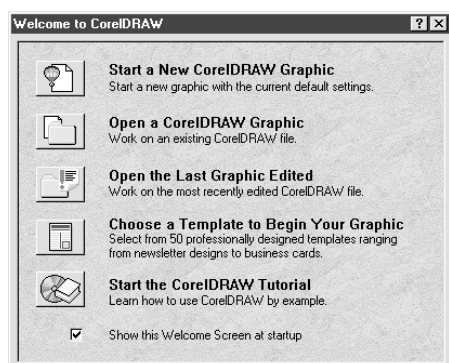 Welcome to CorelDRAW
Start a New CorelDRAW Graphic
Start a new graphic with the current default settings.
Open a CorelDRAW Graphic
Work on an existing CorelDRAW file.
Open the Last Graphic Edited
Work on the most recently edited CorelDRAW file.
Choose a Template to Begin Your Graphic
Select from 50 professionally designed templates ranging
from newsletter designs to business cards.
Start the CorelDRAW Tutorial
Learn how to use CorelDRAW by example.
Show this Welcome Screen at startup